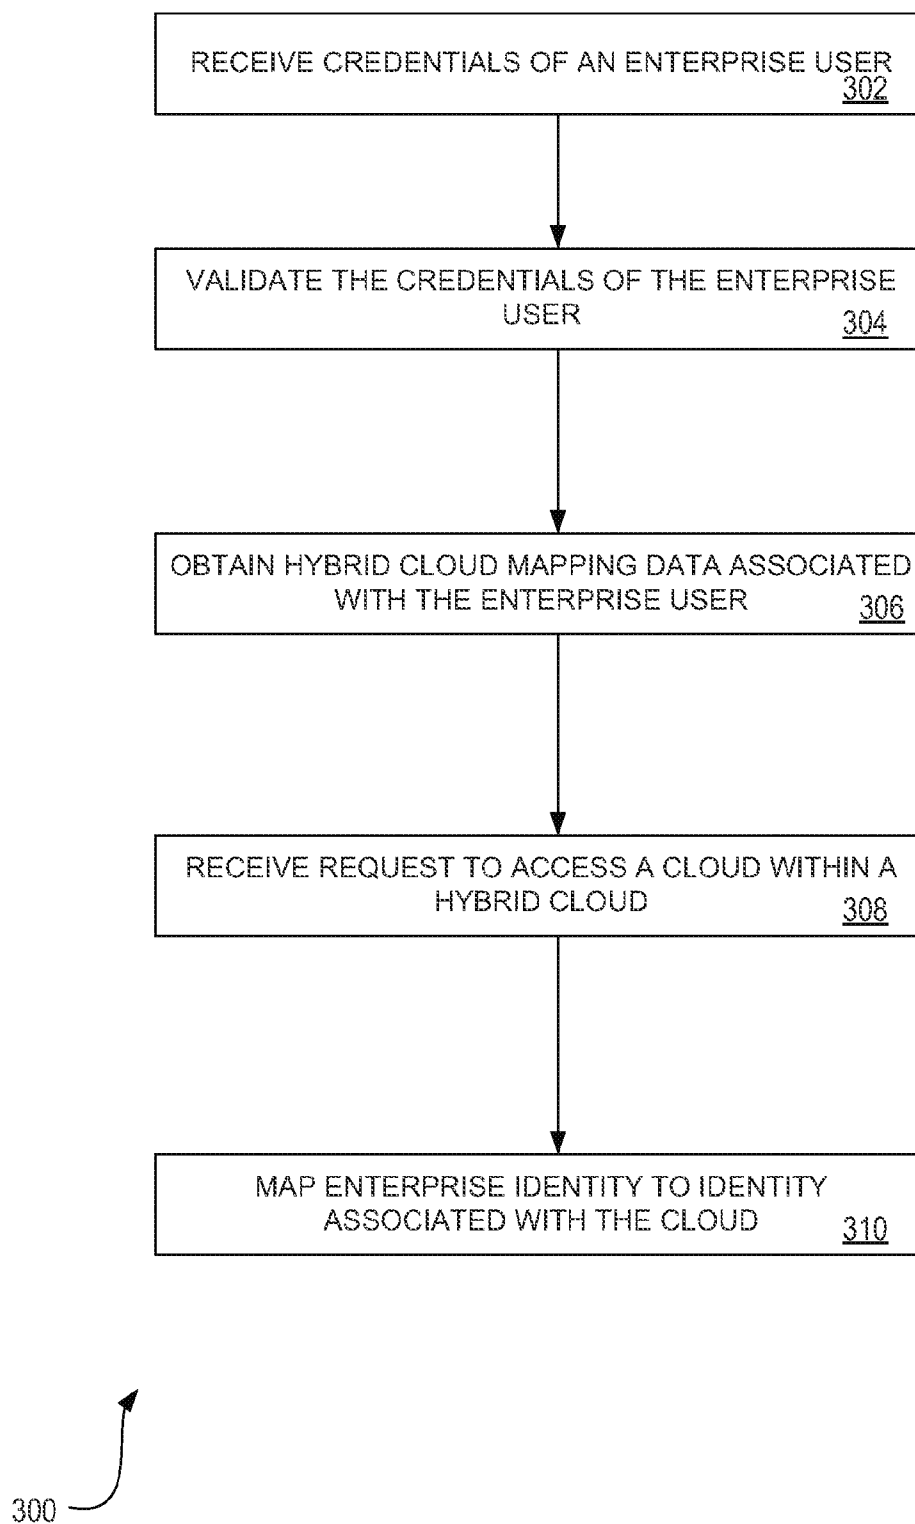 RECEIVE CREDENTIALS OF AN ENTERPRISE USER
302
VALIDATE THE CREDENTIALS OF THE ENTERPRISE
USER
304
OBTAIN HYBRID CLOUD MAPPING DATA ASSOCIATED
WITH THE ENTERPRISE USER
306
RECEIVE REQUEST TO ACCESS A CLOUD WITHIN A
HYBRID CLOUD
308
MAP ENTERPRISE IDENTITY TO IDENTITY
ASSOCIATED WITH THE CLOUD
310
300